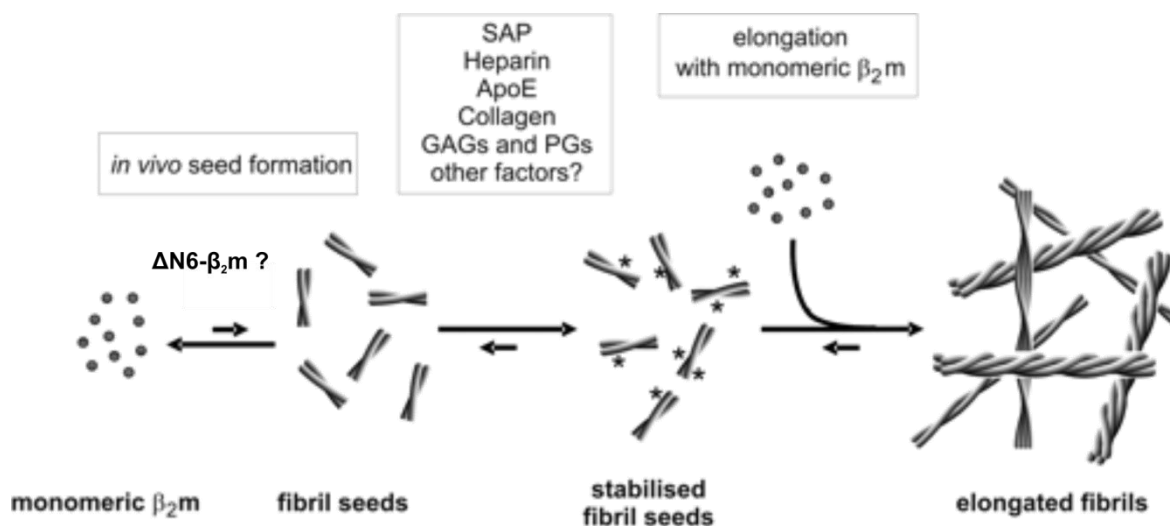 SAP
Heparin
ApoE
Collagen
GAGs and PGs
other factors?
elongation
with monomeric β₂m
in vivo seed formation
ΔN6-β₂m ?
* * * * * * * * *
monomeric β₂m
fibril seeds
stabilised
fibril seeds
elongated fibrils